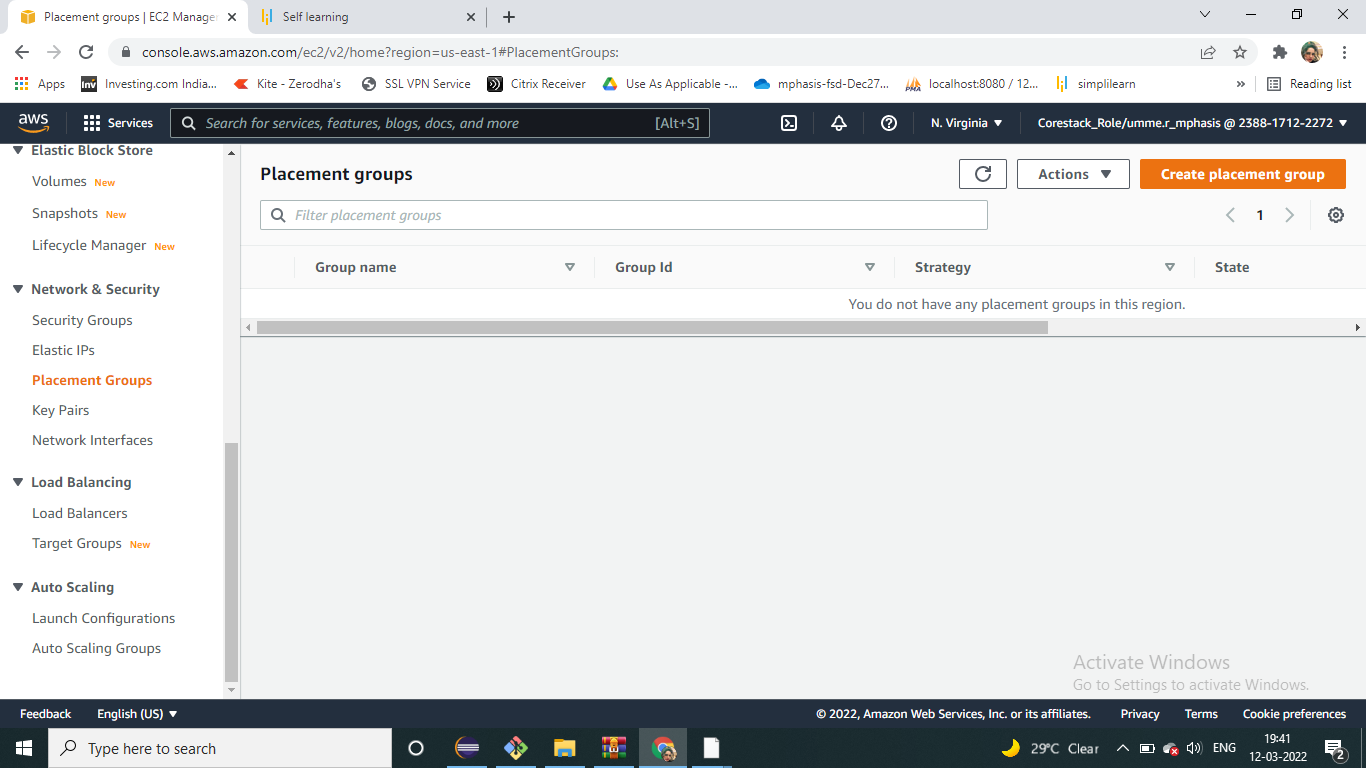 Placement groups | EC2 Manage
Self learning
console.aws.amazon.com/ec2/v2/home?region=us-east-1#PlacementGroups:
Apps
inv
Investing.com India...
Kite - Zerodha's
SSL VPN Service
Citrix Receiver
Use As Applicable -...
mphasis-fsd-Dec27...
PMA
localhost:8080 / 12...
simplilearn
»
Reading list
aws
Services
Search for services, features, blogs, docs, and more
[Alt+S]
N. Virginia
Corestack_Role/umme.r_mphasis @ 2388-1712-2272
Elastic Block Store
Volumes New
Snapshots New
Lifecycle Manager New
Network & Security
Security Groups
Elastic IPs
Placement Groups
Key Pairs
Network Interfaces
Load Balancing
Load Balancers
Target Groups New
Auto Scaling
Launch Configurations
Auto Scaling Groups
Placement groups
Actions
Create placement group
Filter placement groups
1
Group name
Group Id
Strategy
State
You do not have any placement groups in this region.
Activate Windows
Go to Settings to activate Windows.
Feedback
English (US)
© 2022, Amazon Web Services, Inc. or its affiliates.
Privacy
Terms
Cookie preferences
Type here to search
29°C Clear
ENG
19:41
12-03-2022
2